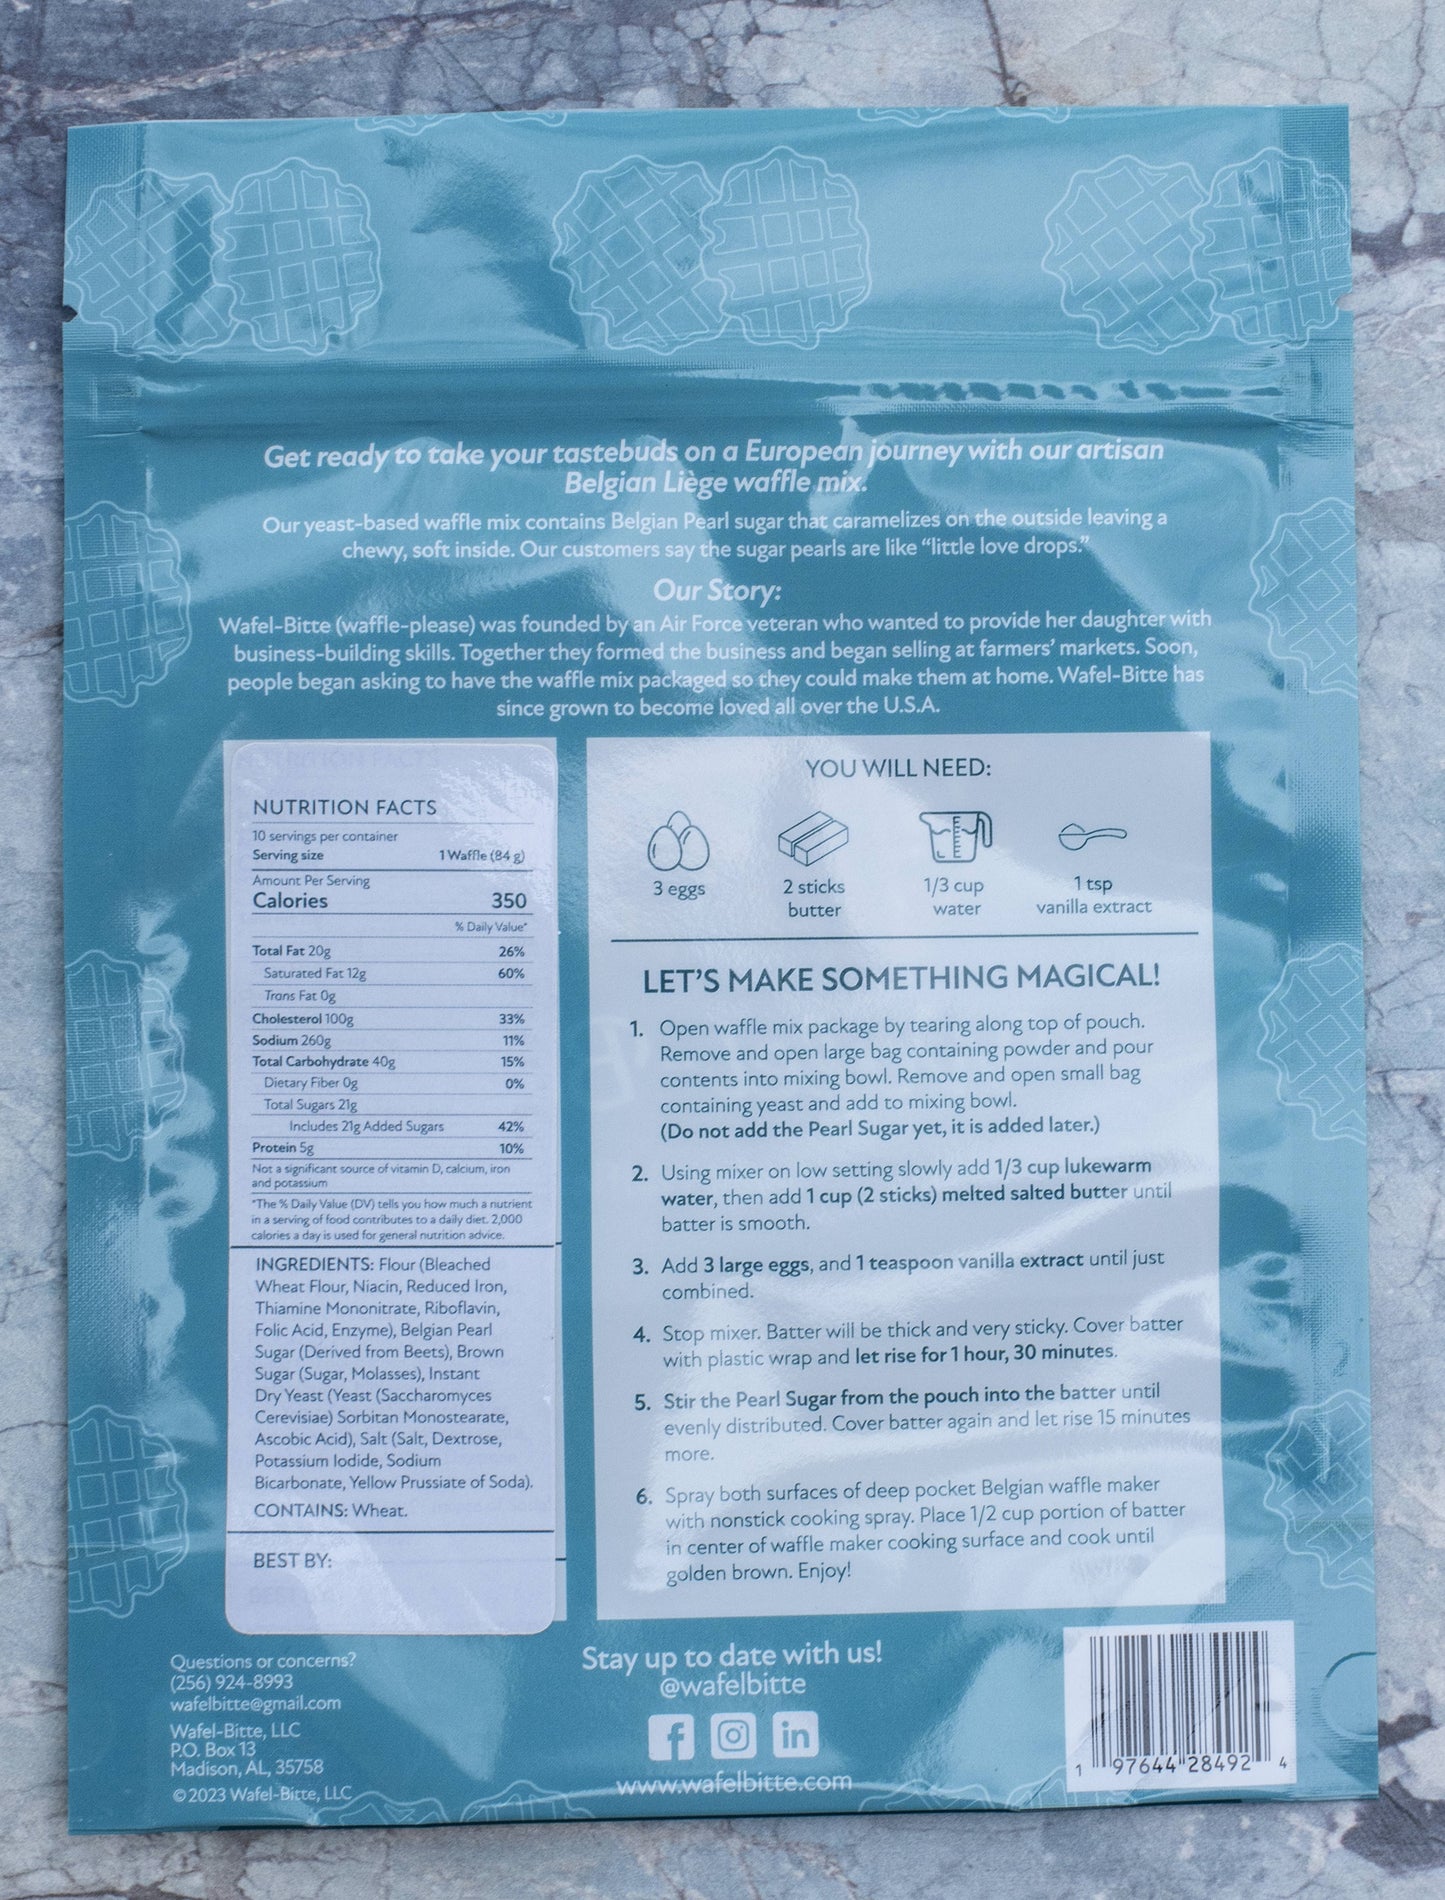 Get ready to take your tastebuds on a European journey with our artisan
Belgian Liège waffle mix.
Our yeast-based waffle mix contains Belgian Pearl sugar that caramelizes on the outside leaving a
chewy, soft inside. Our customers say the sugar pearls are like “little love drops.”
Our Story:
Wafel-Bitte (waffle-please) was founded by an Air Force veteran who wanted to provide her daughter with
business-building skills. Together they formed the business and began selling at farmers’ markets. Soon,
people began asking to have the waffle mix packaged so they could make them at home. Wafel-Bitte has
since grown to become loved all over the U.S.A.
NUTRITION FACTS
NUTRITION FACTS
10 servings per container
Serving size 1 Waffle (84 g)
Amount Per Serving
Calories 350
% Daily Value*
Total Fat 20g 26%
Saturated Fat 12g 60%
Trans Fat 0g
Cholesterol 100g 33%
Sodium 260g 11%
Total Carbohydrate 40g 15%
Dietary Fiber 0g 0%
Total Sugars 21g
Includes 21g Added Sugars 42%
Protein 5g 10%
Not a significant source of vitamin D, calcium, iron
and potassium
*The % Daily Value (DV) tells you how much a nutrient
in a serving of food contributes to a daily diet. 2,000
calories a day is used for general nutrition advice.
INGREDIENTS: Flour (Bleached
Wheat Flour, Niacin, Reduced Iron,
Thiamine Mononitrate, Riboflavin,
Folic Acid, Enzyme), Belgian Pearl
Sugar (Derived from Beets), Brown
Sugar (Sugar, Molasses), Instant
Dry Yeast (Yeast (Saccharomyces
Cerevisiae) Sorbitan Monostearate,
Ascobic Acid), Salt (Salt, Dextrose,
Potassium Iodide, Sodium
Bicarbonate, Yellow Prussiate of Soda).
CONTAINS: Wheat.
BEST BY:
YOU WILL NEED:
3 eggs
2 sticks
butter
1/3 cup
water
1 tsp
vanilla extract
LET’S MAKE SOMETHING MAGICAL!
1. Open waffle mix package by tearing along top of pouch.
Remove and open large bag containing powder and pour
contents into mixing bowl. Remove and open small bag
containing yeast and add to mixing bowl.
(Do not add the Pearl Sugar yet, it is added later.)
2. Using mixer on low setting slowly add 1/3 cup lukewarm
water, then add 1 cup (2 sticks) melted salted butter until
batter is smooth.
3. Add 3 large eggs, and 1 teaspoon vanilla extract until just
combined.
4. Stop mixer. Batter will be thick and very sticky. Cover batter
with plastic wrap and let rise for 1 hour, 30 minutes.
5. Stir the Pearl Sugar from the pouch into the batter until
evenly distributed. Cover batter again and let rise 15 minutes
more.
6. Spray both surfaces of deep pocket Belgian waffle maker
with nonstick cooking spray. Place 1/2 cup portion of batter
in center of waffle maker cooking surface and cook until
golden brown. Enjoy!
Questions or concerns?
(256) 924-8993
wafelbitte@gmail.com
Wafel-Bitte, LLC
P.O. Box 13
Madison, AL, 35758
©2023 Wafel-Bitte, LLC
Stay up to date with us!
@wafelbitte
www.wafelbitte.com
1 97644 28492 4